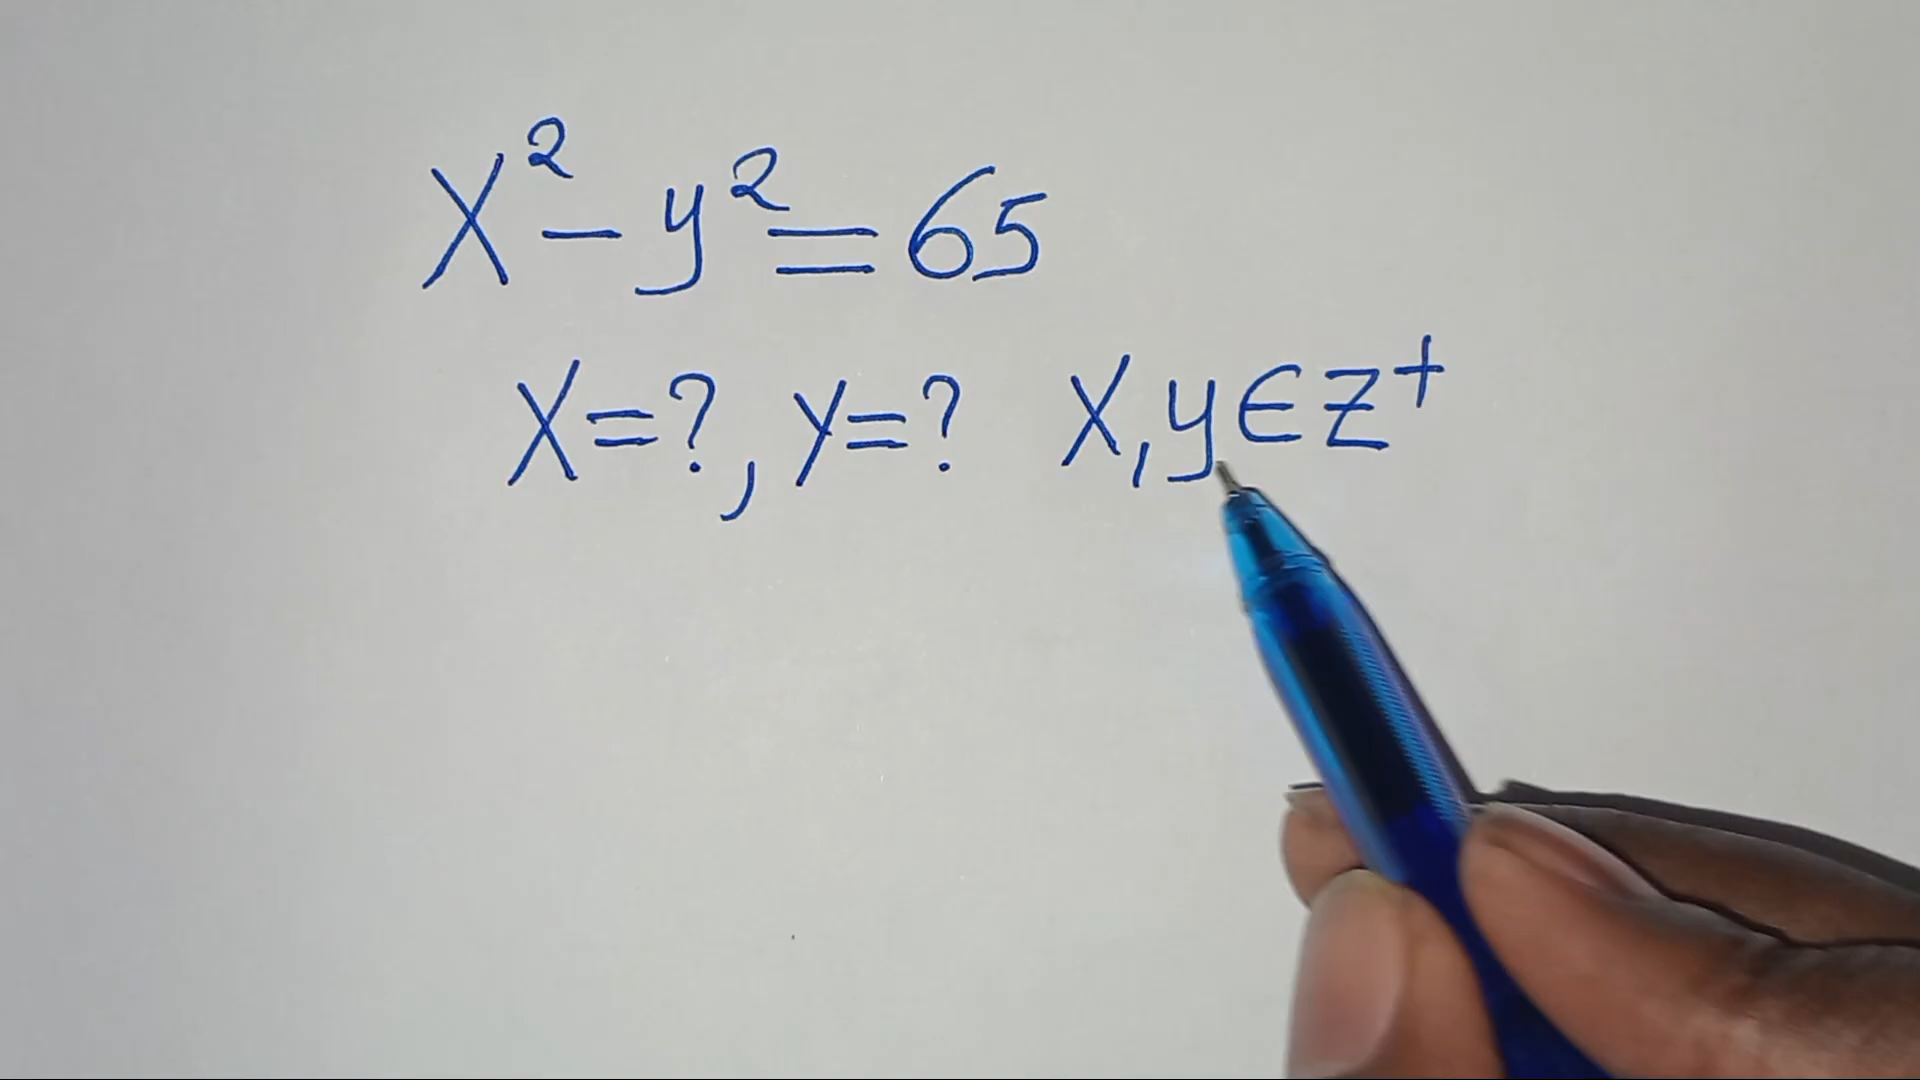 X² - y² = 65
X = ?, y = ? X, y ∈ Z⁺